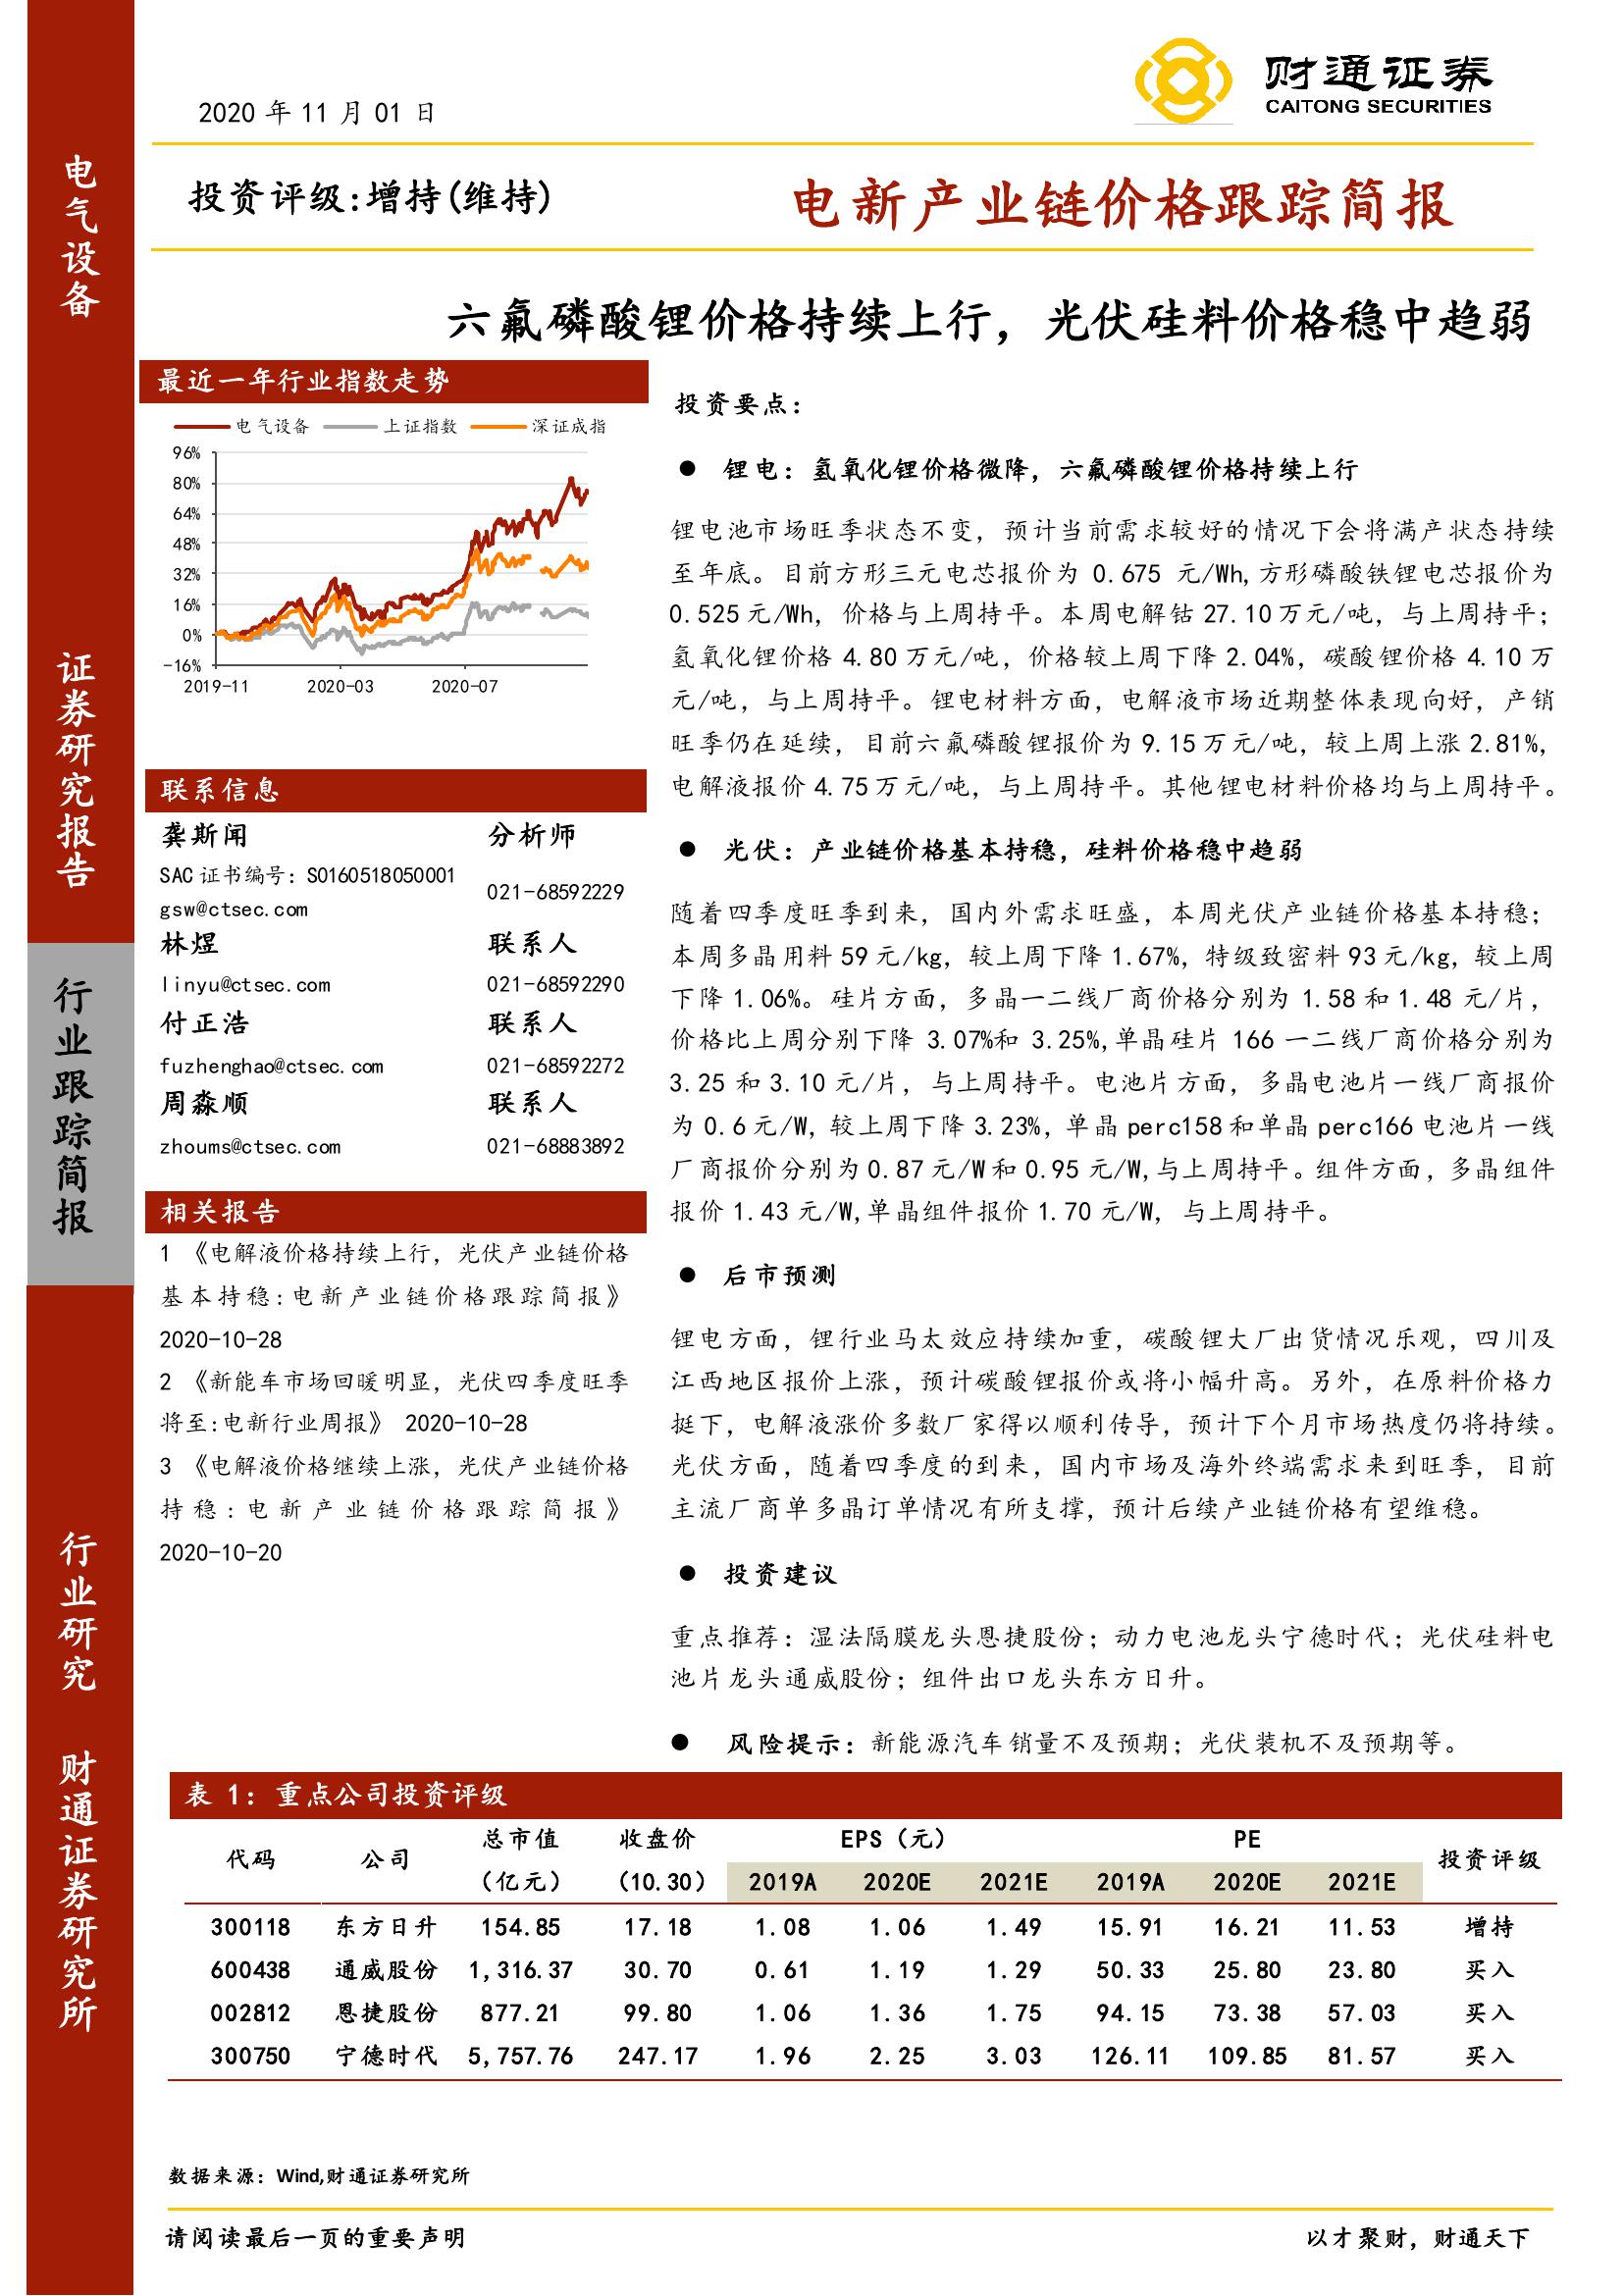 2020 年 11 月 01 日
财通证券
CAITONG SECURITIES
投资评级:增持(维持)
电新产业链价格跟踪简报
电气设备
证券研究报告
行业跟踪简报
行业研究
财通证券研究所
六氟磷酸锂价格持续上行，光伏硅料价格稳中趋弱
最近一年行业指数走势
电气设备 上证指数 深证成指
96%
80%
64%
48%
32%
16%
0%
-16%
2019-11 2020-03 2020-07
联系信息
龚斯闻 分析师
SAC 证书编号：S0160518050001
021-68592229
gsw@ctsec.com
林煜 联系人
linyu@ctsec.com 021-68592290
付正浩 联系人
fuzhenghao@ctsec.com 021-68592272
周淼顺 联系人
zhoums@ctsec.com 021-68883892
相关报告
1 《电解液价格持续上行，光伏产业链价格
基本持稳:电新产业链价格跟踪简报》
2020-10-28
2 《新能车市场回暖明显，光伏四季度旺季
将至:电新行业周报》 2020-10-28
3 《电解液价格继续上涨，光伏产业链价格
持稳:电新产业链价格跟踪简报》
2020-10-20
投资要点：
● 锂电：氢氧化锂价格微降，六氟磷酸锂价格持续上行
锂电池市场旺季状态不变，预计当前需求较好的情况下会将满产状态持续
至年底。目前方形三元电芯报价为 0.675 元/Wh,方形磷酸铁锂电芯报价为
0.525 元/Wh，价格与上周持平。本周电解钴 27.10 万元/吨，与上周持平；
氢氧化锂价格 4.80 万元/吨，价格较上周下降 2.04%，碳酸锂价格 4.10 万
元/吨，与上周持平。锂电材料方面，电解液市场近期整体表现向好，产销
旺季仍在延续，目前六氟磷酸锂报价为 9.15 万元/吨，较上周上涨 2.81%，
电解液报价 4.75 万元/吨，与上周持平。其他锂电材料价格均与上周持平。
● 光伏：产业链价格基本持稳，硅料价格稳中趋弱
随着四季度旺季到来，国内外需求旺盛，本周光伏产业链价格基本持稳；
本周多晶用料 59 元/kg，较上周下降 1.67%，特级致密料 93 元/kg，较上周
下降 1.06%。硅片方面，多晶一二线厂商价格分别为 1.58 和 1.48 元/片，
价格比上周分别下降 3.07%和 3.25%,单晶硅片 166 一二线厂商价格分别为
3.25 和 3.10 元/片，与上周持平。电池片方面，多晶电池片一线厂商报价
为 0.6 元/W，较上周下降 3.23%，单晶 perc158 和单晶 perc166 电池片一线
厂商报价分别为 0.87 元/W 和 0.95 元/W,与上周持平。组件方面，多晶组件
报价 1.43 元/W,单晶组件报价 1.70 元/W，与上周持平。
● 后市预测
锂电方面，锂行业马太效应持续加重，碳酸锂大厂出货情况乐观，四川及
江西地区报价上涨，预计碳酸锂报价或将小幅升高。另外，在原料价格力
挺下，电解液涨价多数厂家得以顺利传导，预计下个月市场热度仍将持续。
光伏方面，随着四季度的到来，国内市场及海外终端需求来到旺季，目前
主流厂商单多晶订单情况有所支撑，预计后续产业链价格有望维稳。
● 投资建议
重点推荐：湿法隔膜龙头恩捷股份；动力电池龙头宁德时代；光伏硅料电
池片龙头通威股份；组件出口龙头东方日升。
● 风险提示：新能源汽车销量不及预期；光伏装机不及预期等。
表 1：重点公司投资评级
代码 公司 总市值（亿元） 收盘价（10.30） EPS（元） PE 投资评级
2019A 2020E 2021E 2019A 2020E 2021E
300118 东方日升 154.85 17.18 1.08 1.06 1.49 15.91 16.21 11.53 增持
600438 通威股份 1,316.37 30.70 0.61 1.19 1.29 50.33 25.80 23.80 买入
002812 恩捷股份 877.21 99.80 1.06 1.36 1.75 94.15 73.38 57.03 买入
300750 宁德时代 5,757.76 247.17 1.96 2.25 3.03 126.11 109.85 81.57 买入
数据来源：Wind,财通证券研究所
请阅读最后一页的重要声明
以才聚财，财通天下